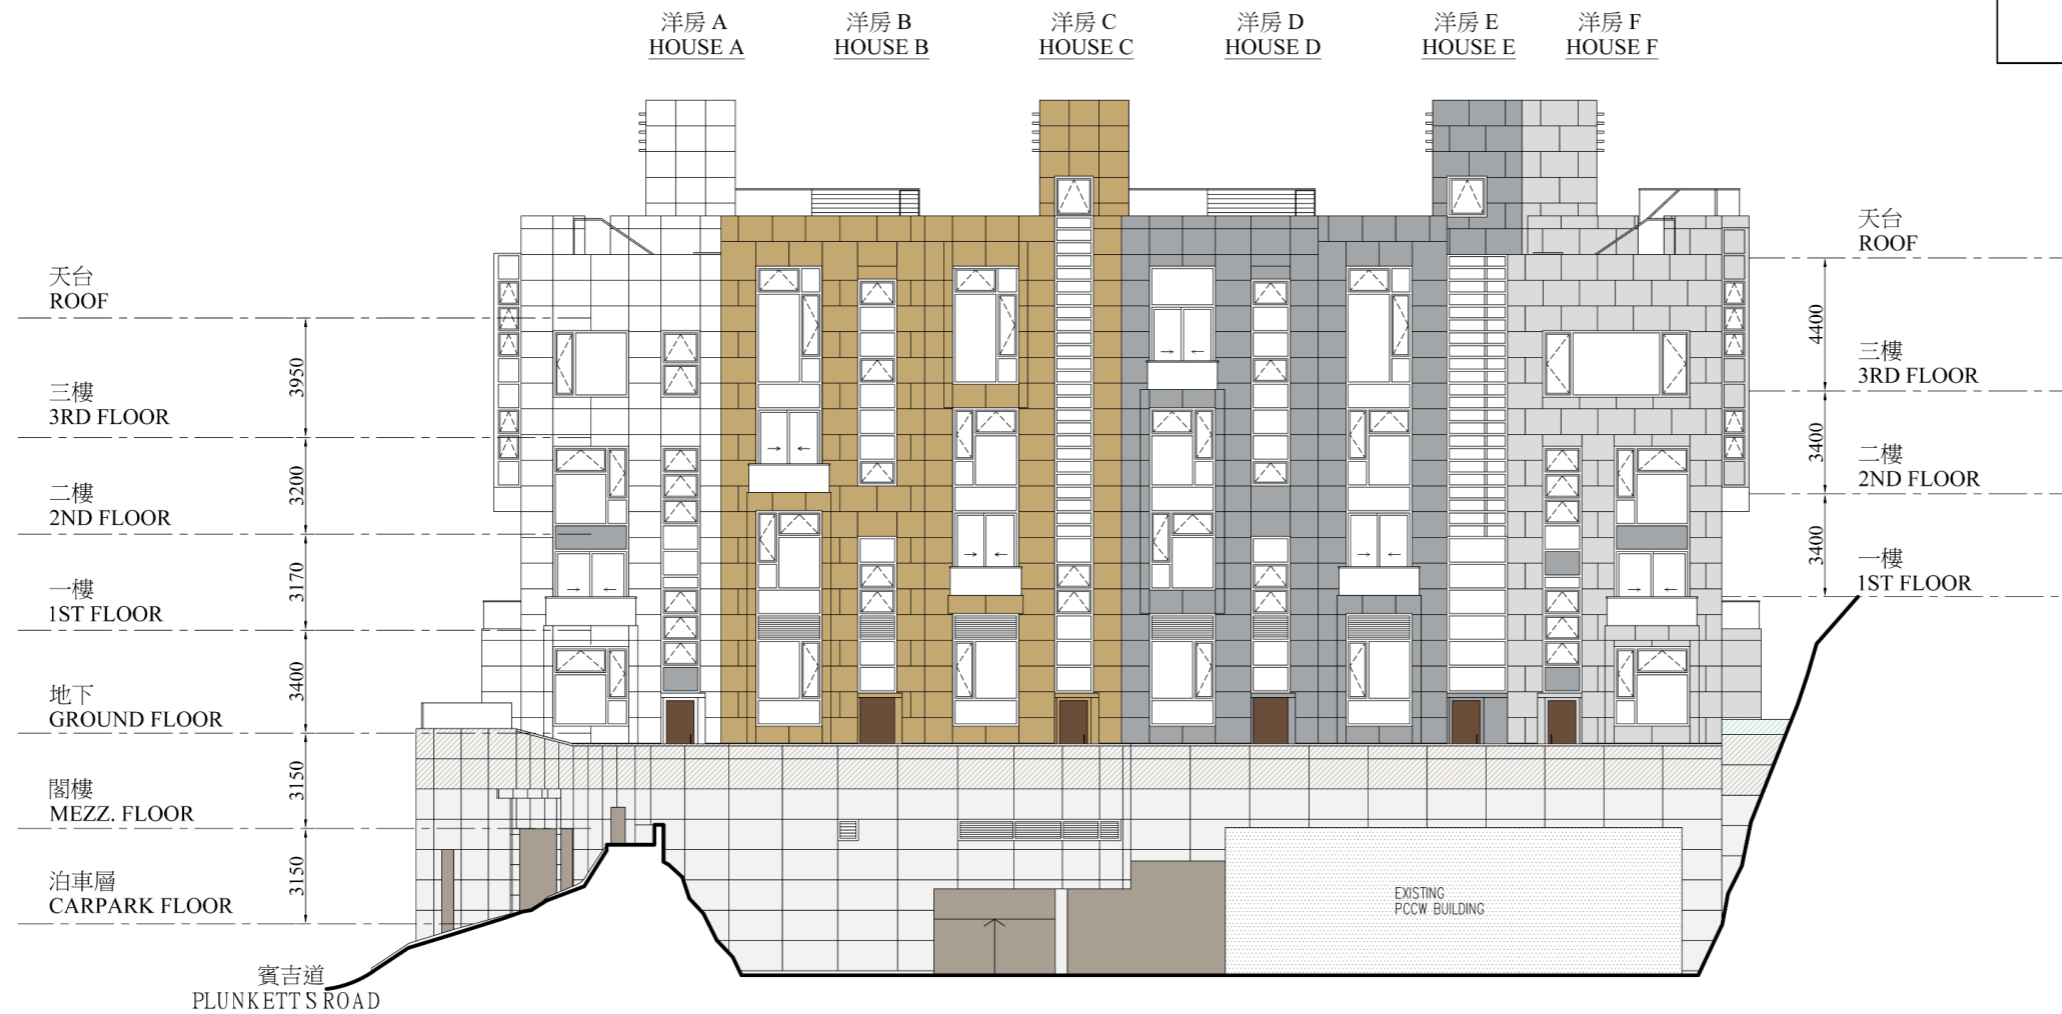 洋房 A
HOUSE A
洋房 B
HOUSE B
洋房 C
HOUSE C
洋房 D
HOUSE D
洋房 E
HOUSE E
洋房 F
HOUSE F
天台
ROOF
3950
三樓
3RD FLOOR
3200
二樓
2ND FLOOR
3170
一樓
1ST FLOOR
3400
地下
GROUND FLOOR
3150
閣樓
MEZZ. FLOOR
3150
泊車層
CARPARK FLOOR
賓吉道
PLUNKETT S ROAD
天台
ROOF
4400
三樓
3RD FLOOR
3400
二樓
2ND FLOOR
3400
一樓
1ST FLOOR
EXISTING
PCCW BUILDING